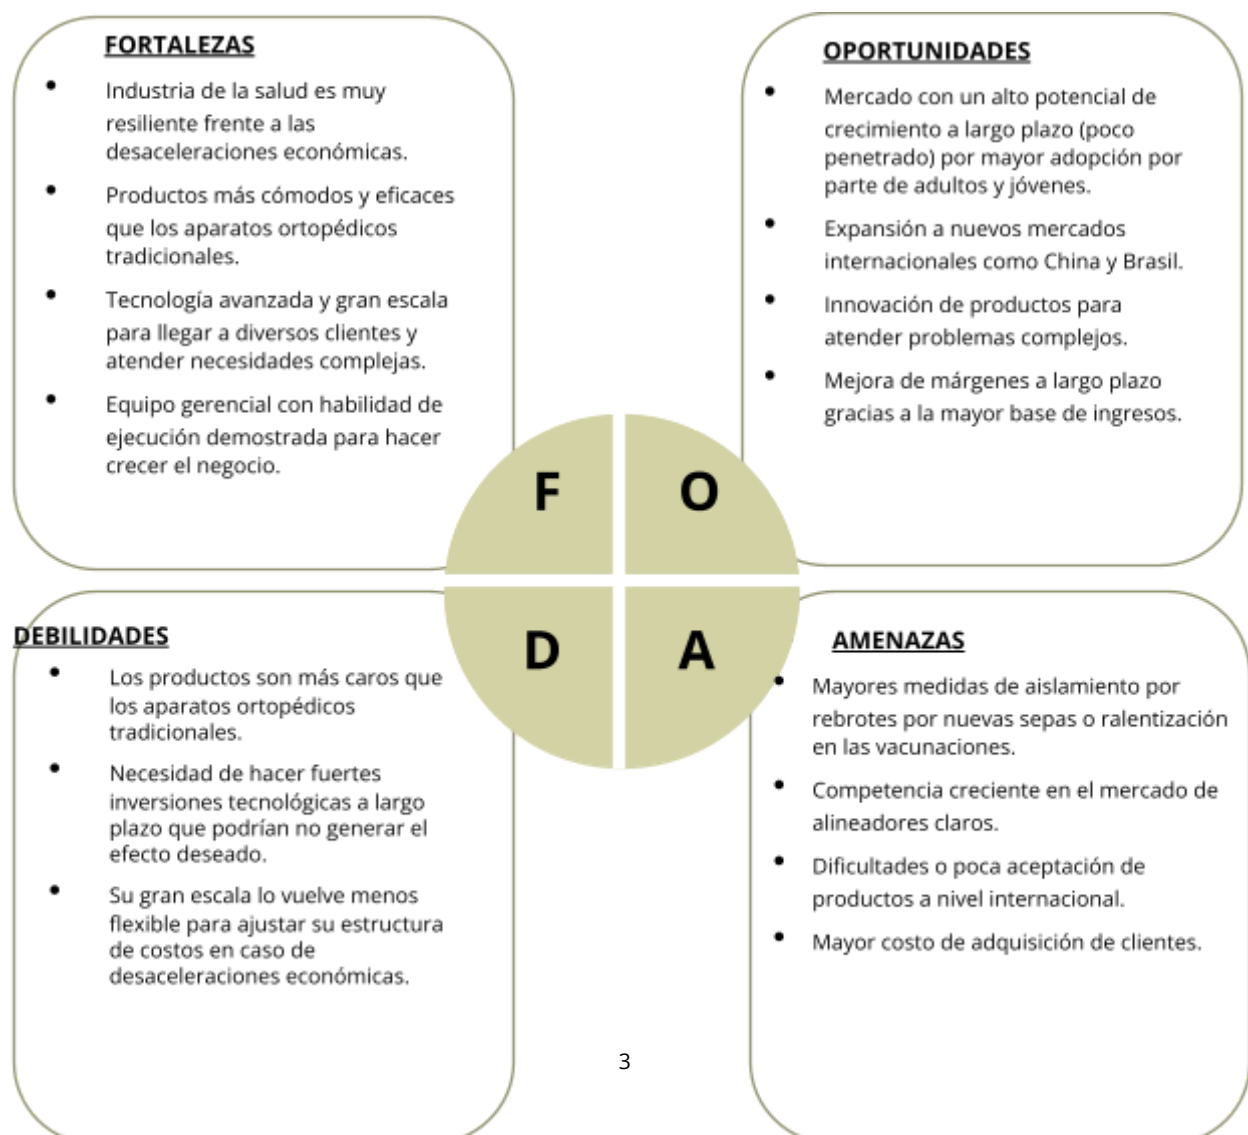 FORTALEZAS
• Industria de la salud es muy
resiliente frente a las
desaceleraciones económicas.
• Productos más cómodos y eficaces
que los aparatos ortopédicos
tradicionales.
• Tecnología avanzada y gran escala
para llegar a diversos clientes y
atender necesidades complejas.
• Equipo gerencial con habilidad de
ejecución demostrada para hacer
crecer el negocio.
OPORTUNIDADES
• Mercado con un alto potencial de
crecimiento a largo plazo (poco
penetrado) por mayor adopción por
parte de adultos y jóvenes.
• Expansión a nuevos mercados
internacionales como China y Brasil.
• Innovación de productos para
atender problemas complejos.
• Mejora de márgenes a largo plazo
gracias a la mayor base de ingresos.
F
O
D
A
DEBILIDADES
• Los productos son más caros que
los aparatos ortopédicos
tradicionales.
• Necesidad de hacer fuertes
inversiones tecnológicas a largo
plazo que podrían no generar el
efecto deseado.
• Su gran escala lo vuelve menos
flexible para ajustar su estructura
de costos en caso de
desaceleraciones económicas.
AMENAZAS
• Mayores medidas de aislamiento por
rebrotes por nuevas sepas o ralentización
en las vacunaciones.
• Competencia creciente en el mercado de
alineadores claros.
• Dificultades o poca aceptación de
productos a nivel internacional.
• Mayor costo de adquisición de clientes.
3